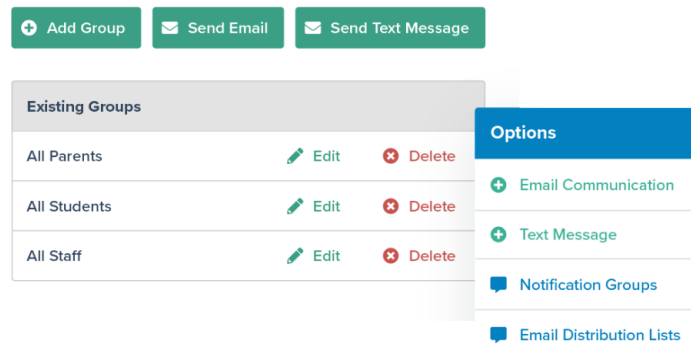 Add Group
Send Email
Send Text Message
Existing Groups
All Parents Edit Delete
All Students Edit Delete
All Staff Edit Delete
Options
Email Communication
Text Message
Notification Groups
Email Distribution Lists